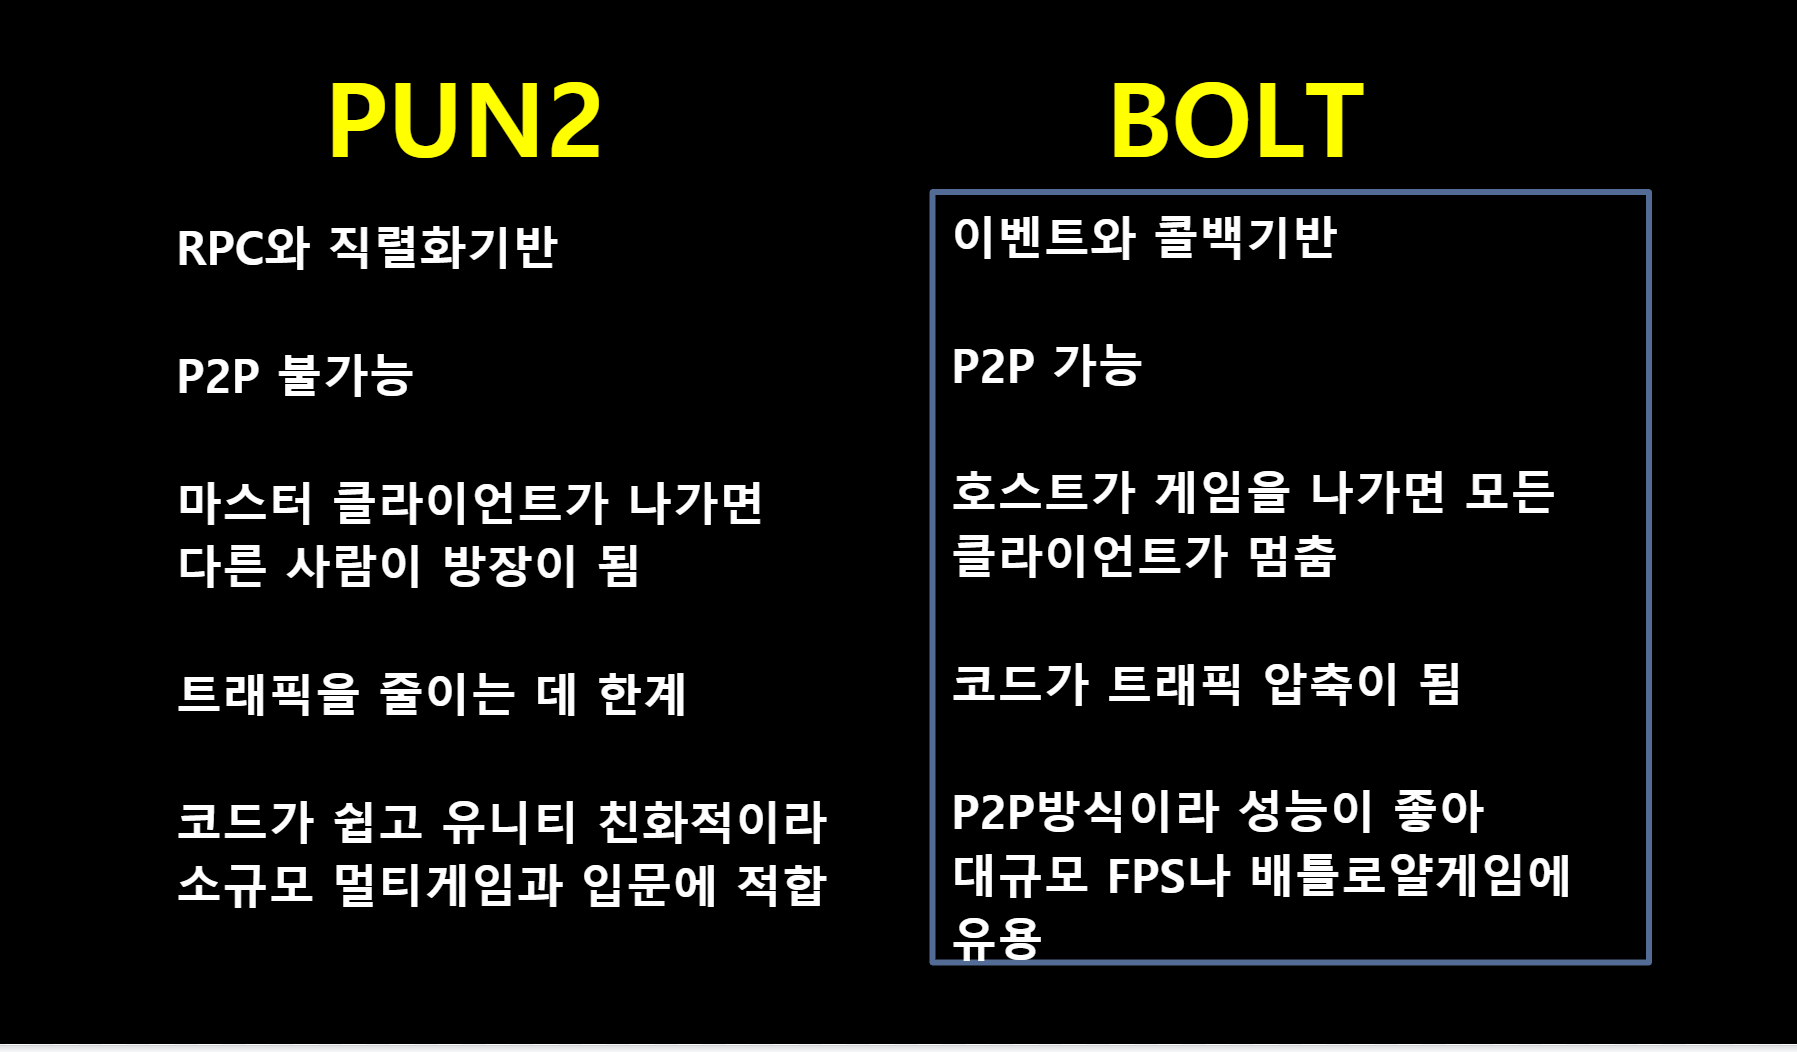 PUN2
RPC와 직렬화기반
P2P 불가능
마스터 클라이언트가 나가면
다른 사람이 방장이 됨
트래픽을 줄이는 데 한계
코드가 쉽고 유니티 친화적이라
소규모 멀티게임과 입문에 적합
BOLT
이벤트와 콜백기반
P2P 가능
호스트가 게임을 나가면 모든
클라이언트가 멈춤
코드가 트래픽 압축이 됨
P2P방식이라 성능이 좋아
대규모 FPS나 배틀로얄게임에
유용